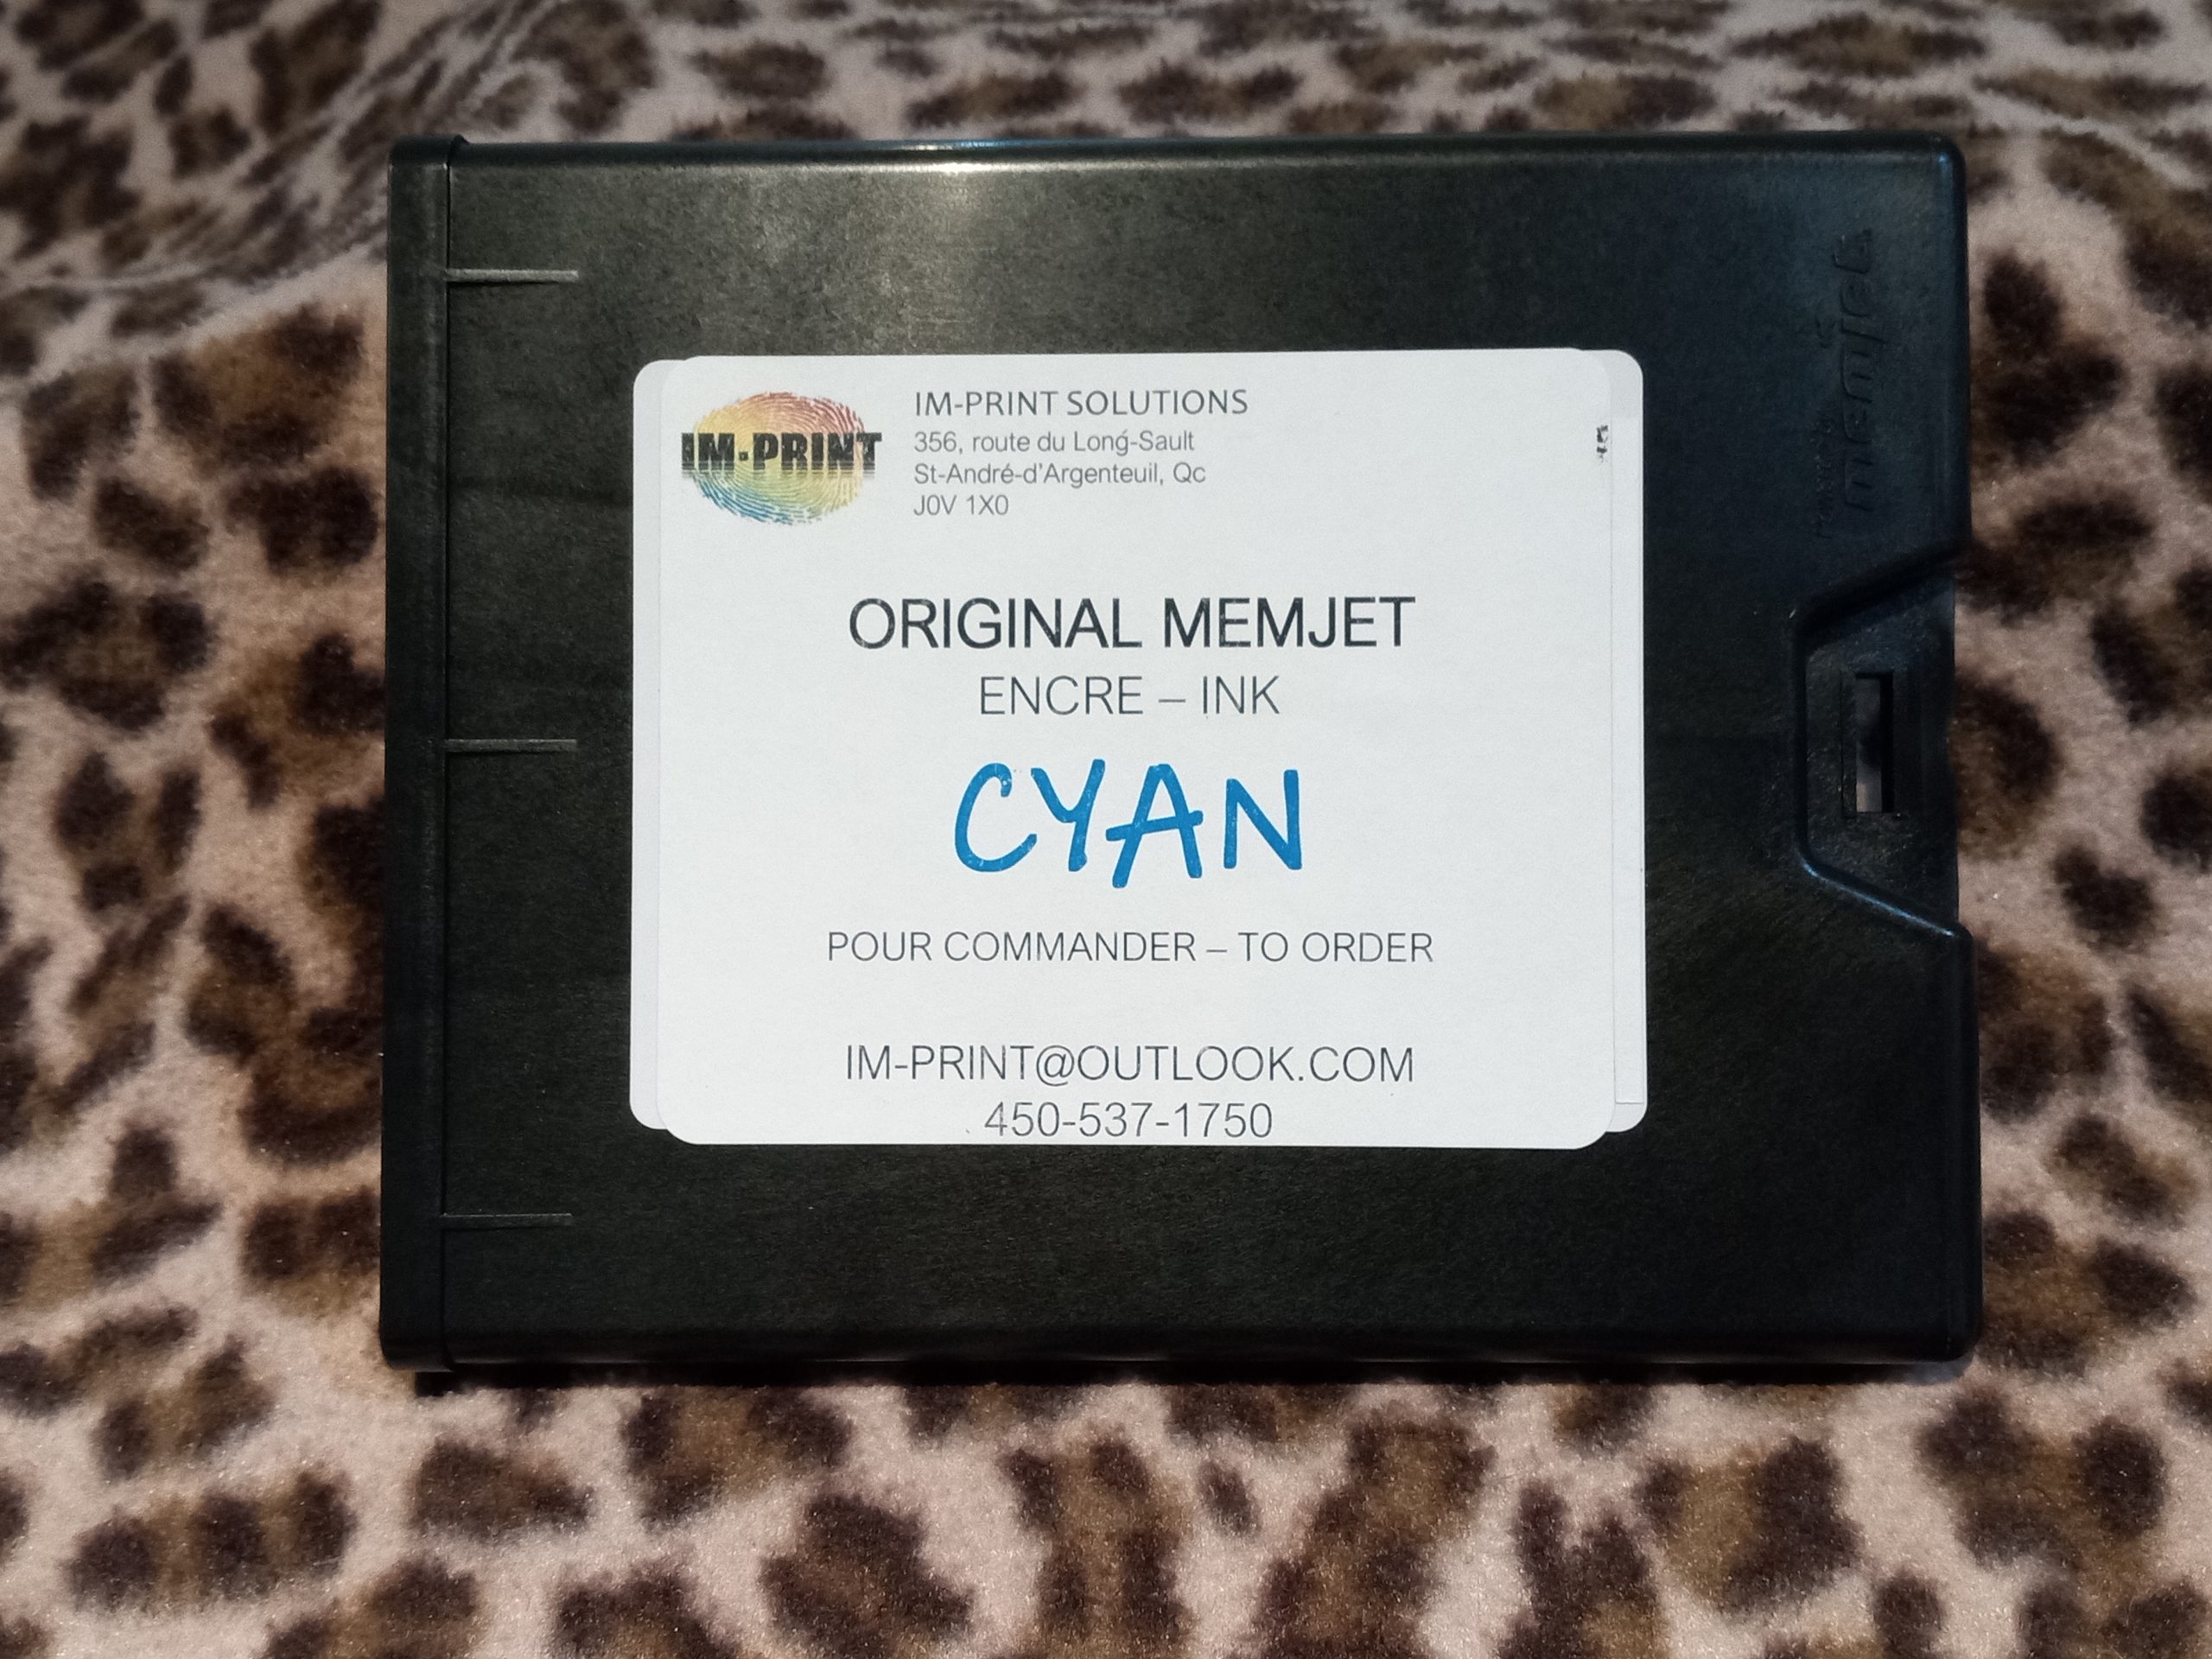 IM-PRINT
IM-PRINT SOLUTIONS
356, route du Long-Sault
St-André-d'Argenteuil, Qc
J0V 1X0
ORIGINAL MEMJET
ENCRE – INK
CYAN
POUR COMMANDER – TO ORDER
IM-PRINT@OUTLOOK.COM
450-537-1750
memjet